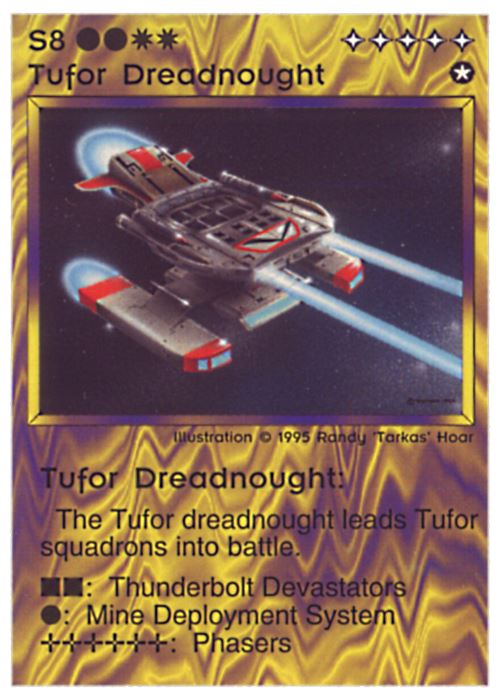 S8 ●●✷✷ ✧✧✧✧✧
Tufor Dreadnought ✪
Illustration © 1995 Randy 'Tarkas' Hoar
Tufor Dreadnought:
The Tufor dreadnought leads Tufor
squadrons into battle.
■■: Thunderbolt Devastators
●: Mine Deployment System
✢✢✢✢✢✢: Phasers